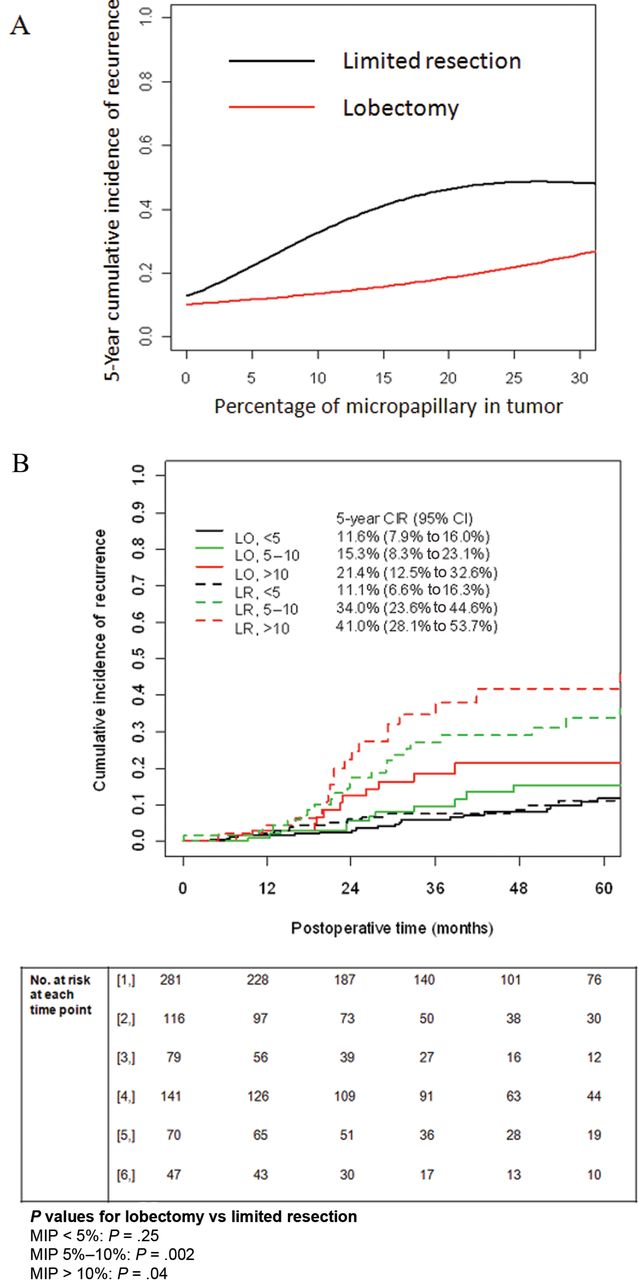 A
5-Year cumulative incidence of recurrence
1.0
0.8
0.6
0.4
0.2
0.0
Limited resection
Lobectomy
0 5 10 15 20 25 30
Percentage of micropapillary in tumor
B
Cumulative incidence of recurrence
1.0
0.9
0.8
0.7
0.6
0.5
0.4
0.3
0.2
0.1
0.0
5-year CIR (95% CI)
LO, <5 11.6% (7.9% to 16.0%)
LO, 5–10 15.3% (8.3% to 23.1%)
LO, >10 21.4% (12.5% to 32.6%)
LR, <5 11.1% (6.6% to 16.3%)
LR, 5–10 34.0% (23.6% to 44.6%)
LR, >10 41.0% (28.1% to 53.7%)
0 12 24 36 48 60
Postoperative time (months)
No. at risk
at each
time point
[1,] 281 228 187 140 101 76
[2,] 116 97 73 50 38 30
[3,] 79 56 39 27 16 12
[4,] 141 126 109 91 63 44
[5,] 70 65 51 36 28 19
[6,] 47 43 30 17 13 10
P values for lobectomy vs limited resection
MIP < 5%: P = .25
MIP 5%–10%: P = .002
MIP > 10%: P = .04